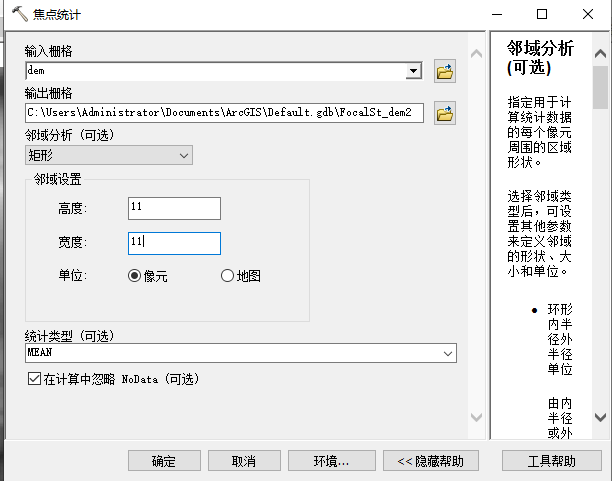 焦点统计
输入栅格
dem
输出栅格
C:\Users\Administrator\Documents\ArcGIS\Default.gdb\FocalSt_dem2
邻域分析 (可选)
矩形
邻域设置
高度:
11
宽度:
11
单位:
像元
地图
统计类型 (可选)
MEAN
在计算中忽略 NoData (可选)
确定
取消
环境...
<< 隐藏帮助
邻域分析
(可选)
指定用于计
算统计数据
的每个像元
周围的区域
形状。
选择邻域类
型后，可设
置其他参数
来定义邻域
的形状、大
小和单位。
• 环形
内半
径外
半径
单位
由内
半径
或外
工具帮助